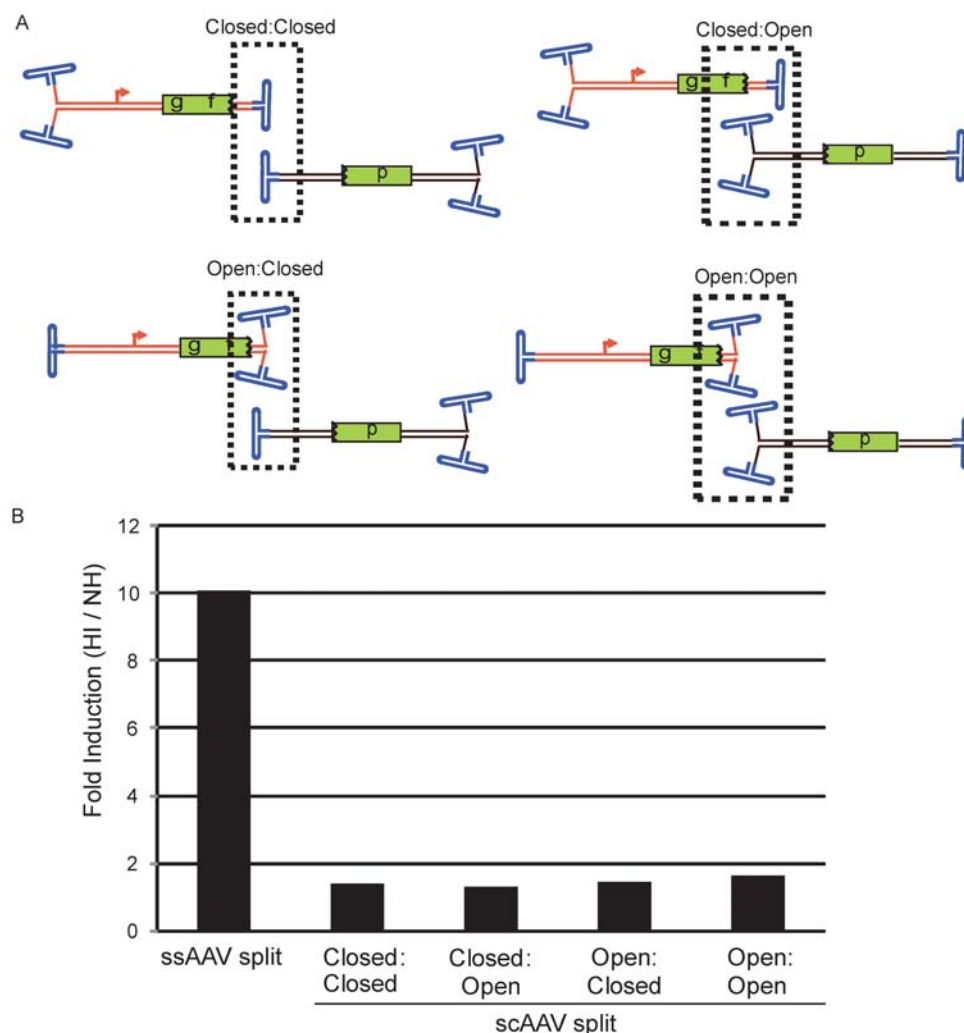 A
Closed:Closed
Closed:Open
g f
p
g f
p
Open:Closed
Open:Open
g
p
g
p
B
Fold Induction (HI / NH)
12
10
8
6
4
2
0
ssAAV split
Closed:
Closed
Closed:
Open
Open:
Closed
Open:
Open
scAAV split